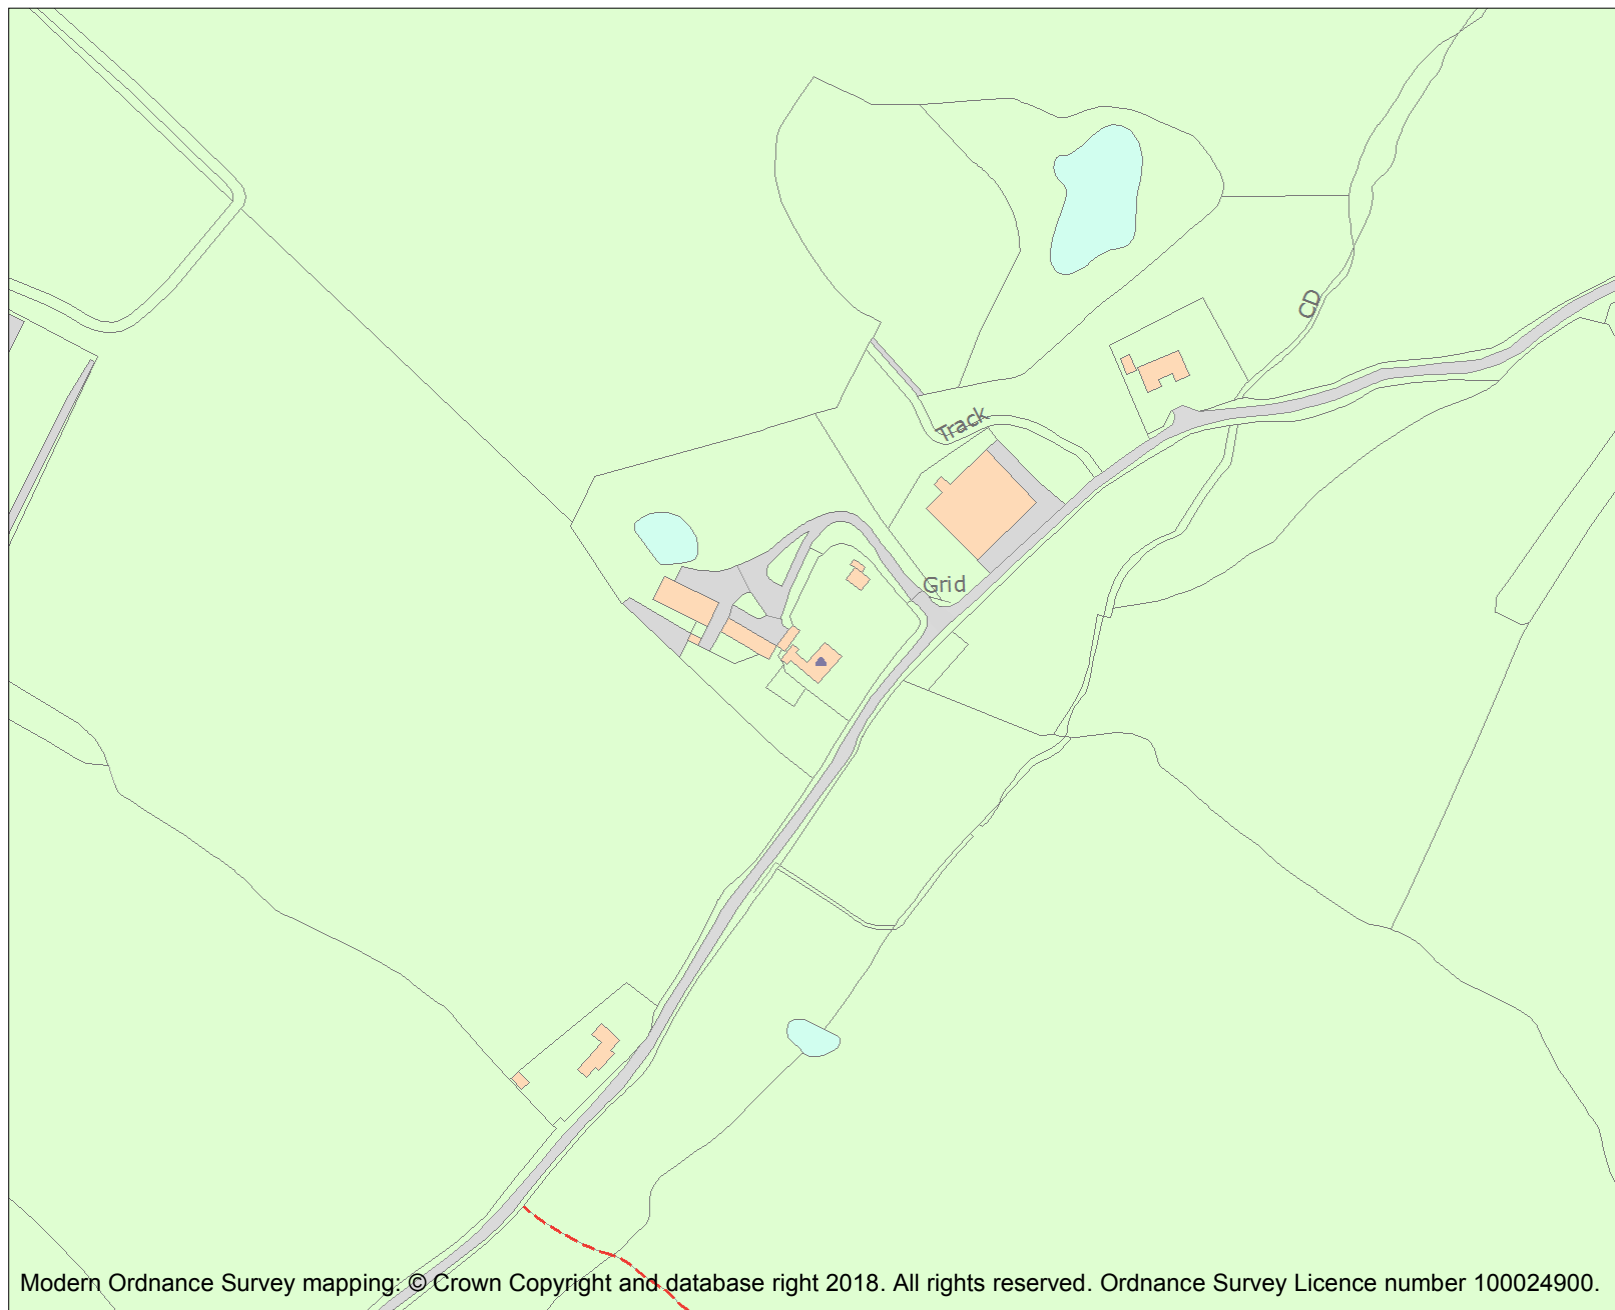 CD
Track
Grid
Modern Ordnance Survey mapping: © Crown Copyright and database right 2018. All rights reserved. Ordnance Survey Licence number 100024900.